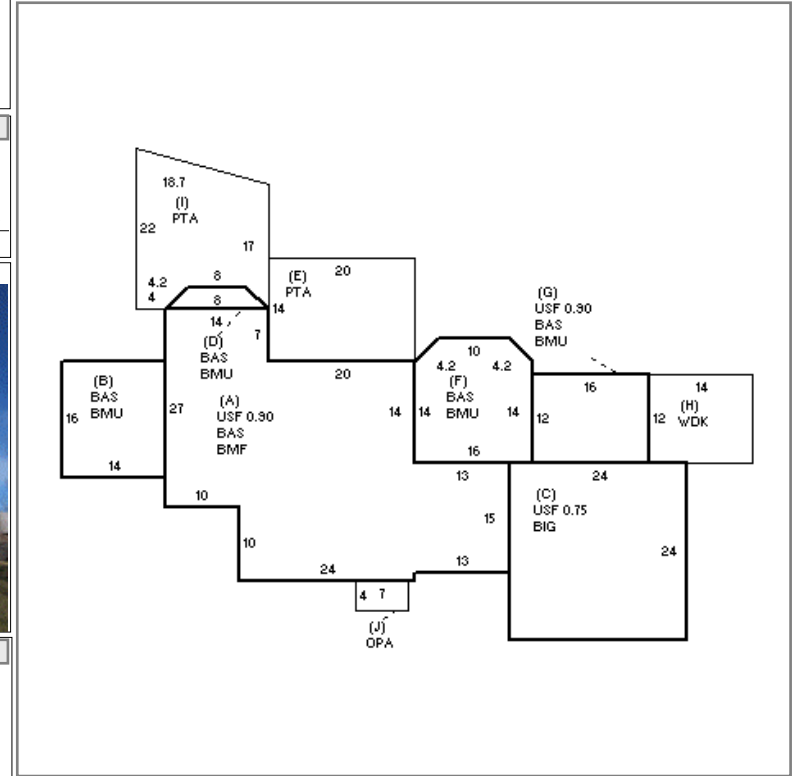 18.7
(I)
PTA
22
17
4.2
4
8
8
(E)
PTA
20
14
14
7
(D)
BAS
BMU
20
(G)
USF 0.90
BAS
BMU
10
4.2
4.2
(F)
BAS
BMU
14
14
14
16
16
12
14
(H)
WDK
12
(B)
BAS
BMU
16
14
27
(A)
USF 0.90
BAS
BMF
10
10
24
13
15
13
24
(C)
USF 0.75
BIG
24
4
7
(J)
OPA